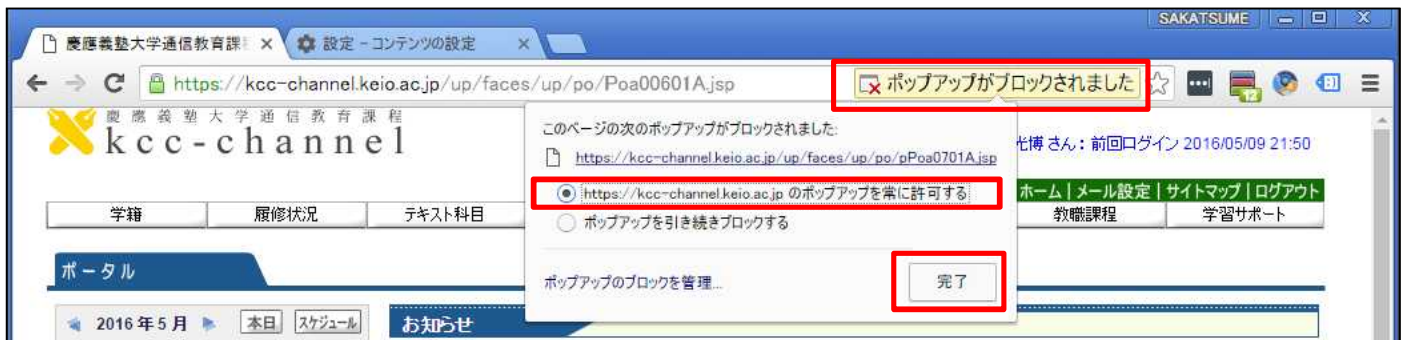 SAKATSUME
慶應義塾大学通信教育課
設定 - コンテンツの設定
https://kcc-channel.keio.ac.jp/up/faces/up/po/Poa00601A.jsp
ポップアップがブロックされました
12
慶應義塾大学通信教育課程
kcc-channel
このページの次のポップアップがブロックされました:
https://kcc-channel.keio.ac.jp/up/faces/up/po/pPoa0701A.jsp
光博 さん : 前回ログイン 2016/05/09 21:50
https://kcc-channel.keio.ac.jp のポップアップを常に許可する
ホーム | メール設定 | サイトマップ | ログアウト
学籍 履修状況 テキスト科目 教職課程 学習サポート
ポップアップを引き続きブロックする
ポータル
ポップアップのブロックを管理...
完了
2016 年 5 月 本日 スケジュール
お知らせ